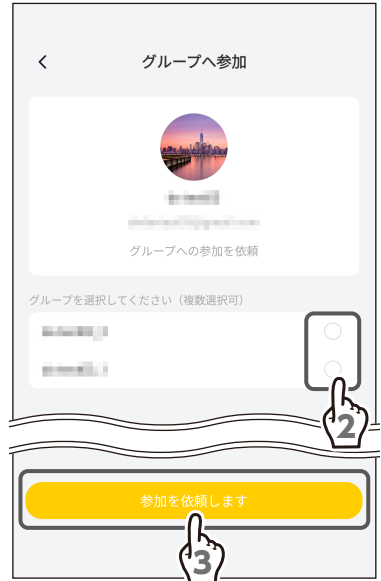 グループへ参加
グループへの参加を依頼
グループを選択してください（複数選択可）
2
参加を依頼します
3